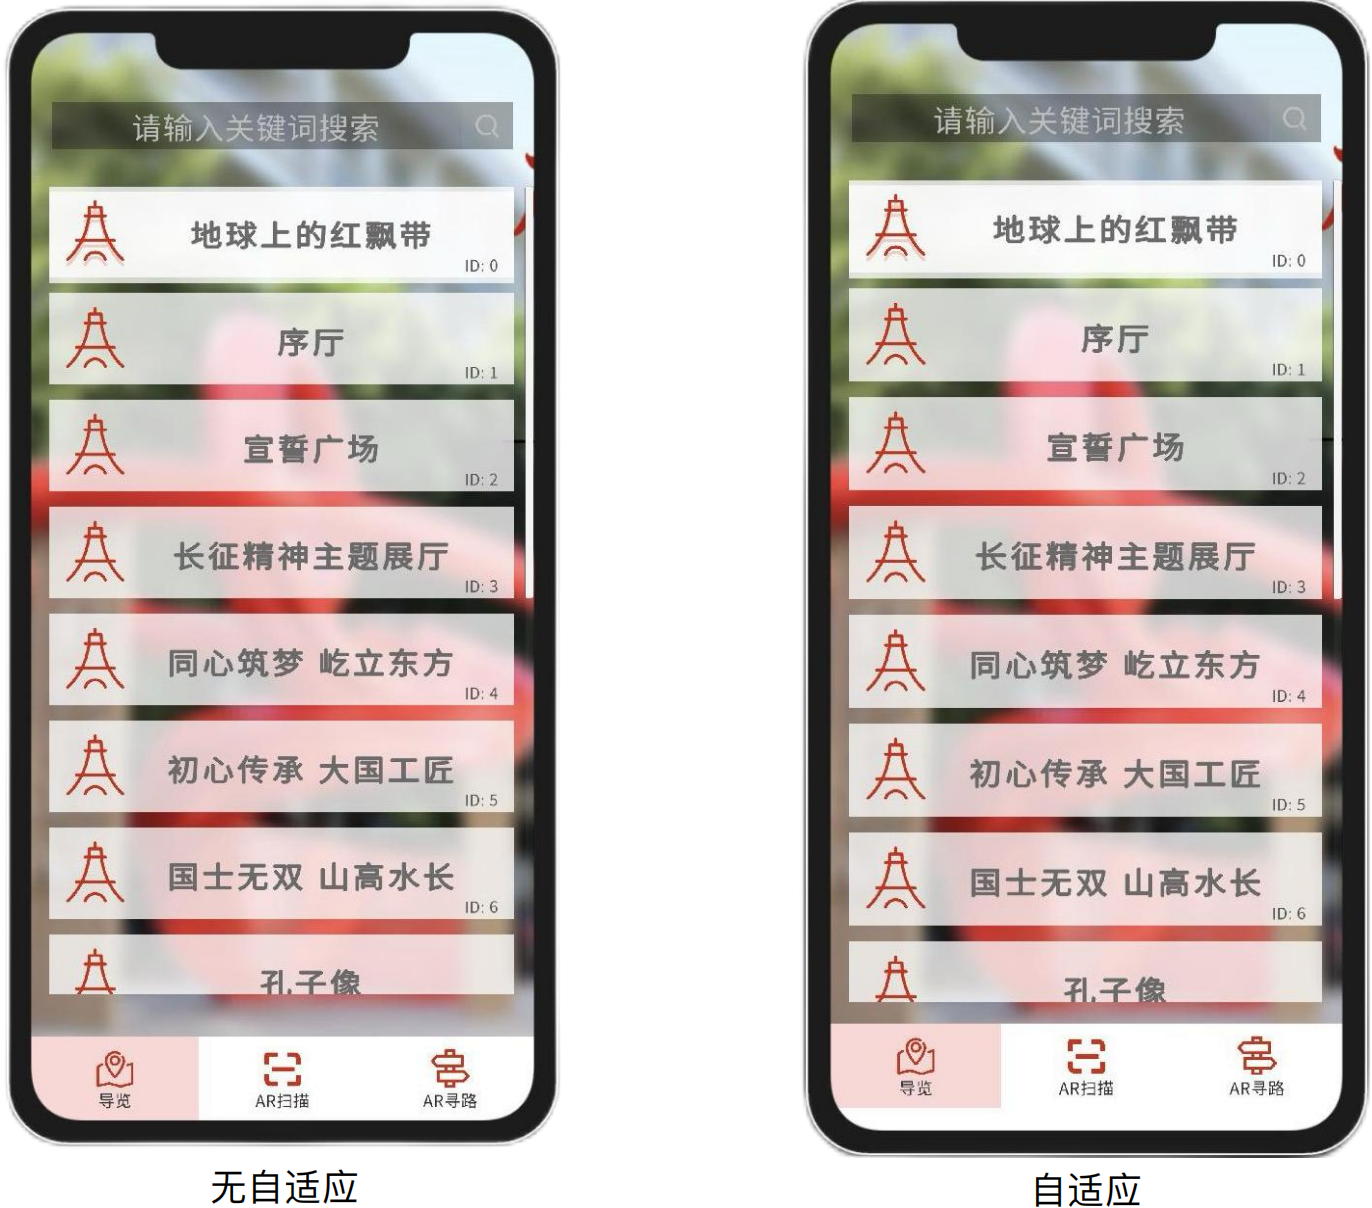 请输入关键词搜索
地球上的红飘带
ID: 0
序厅
ID: 1
宣誓广场
ID: 2
长征精神主题展厅
ID: 3
同心筑梦 屹立东方
ID: 4
初心传承 大国工匠
ID: 5
国士无双 山高水长
ID: 6
孔子像
导览
AR扫描
AR寻路
无自适应
请输入关键词搜索
地球上的红飘带
ID: 0
序厅
ID: 1
宣誓广场
ID: 2
长征精神主题展厅
ID: 3
同心筑梦 屹立东方
ID: 4
初心传承 大国工匠
ID: 5
国士无双 山高水长
ID: 6
孔子像
导览
AR扫描
AR寻路
自适应